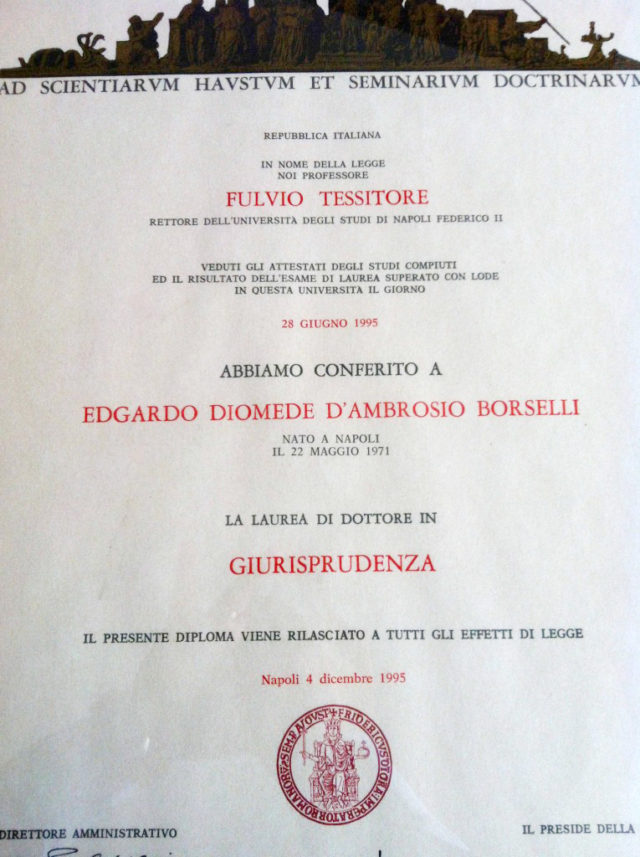 AD SCIENTIARVM HAVSTVM ET SEMINARIVM DOCTRINARVM
REPUBBLICA ITALIANA
IN NOME DELLA LEGGE
NOI PROFESSORE
FULVIO TESSITORE
RETTORE DELL'UNIVERSITÀ DEGLI STUDI DI NAPOLI FEDERICO II
VEDUTI GLI ATTESTATI DEGLI STUDI COMPIUTI
ED IL RISULTATO DELL'ESAME DI LAUREA SUPERATO CON LODE
IN QUESTA UNIVERSITÀ IL GIORNO
28 GIUGNO 1995
ABBIAMO CONFERITO A
EDGARDO DIOMEDE D'AMBROSIO BORSELLI
NATO A NAPOLI
IL 22 MAGGIO 1971
LA LAUREA DI DOTTORE IN
GIURISPRUDENZA
IL PRESENTE DIPLOMA VIENE RILASCIATO A TUTTI GLI EFFETTI DI LEGGE
Napoli 4 dicembre 1995
DIRETTORE AMMINISTRATIVO
IL PRESIDE DELLA